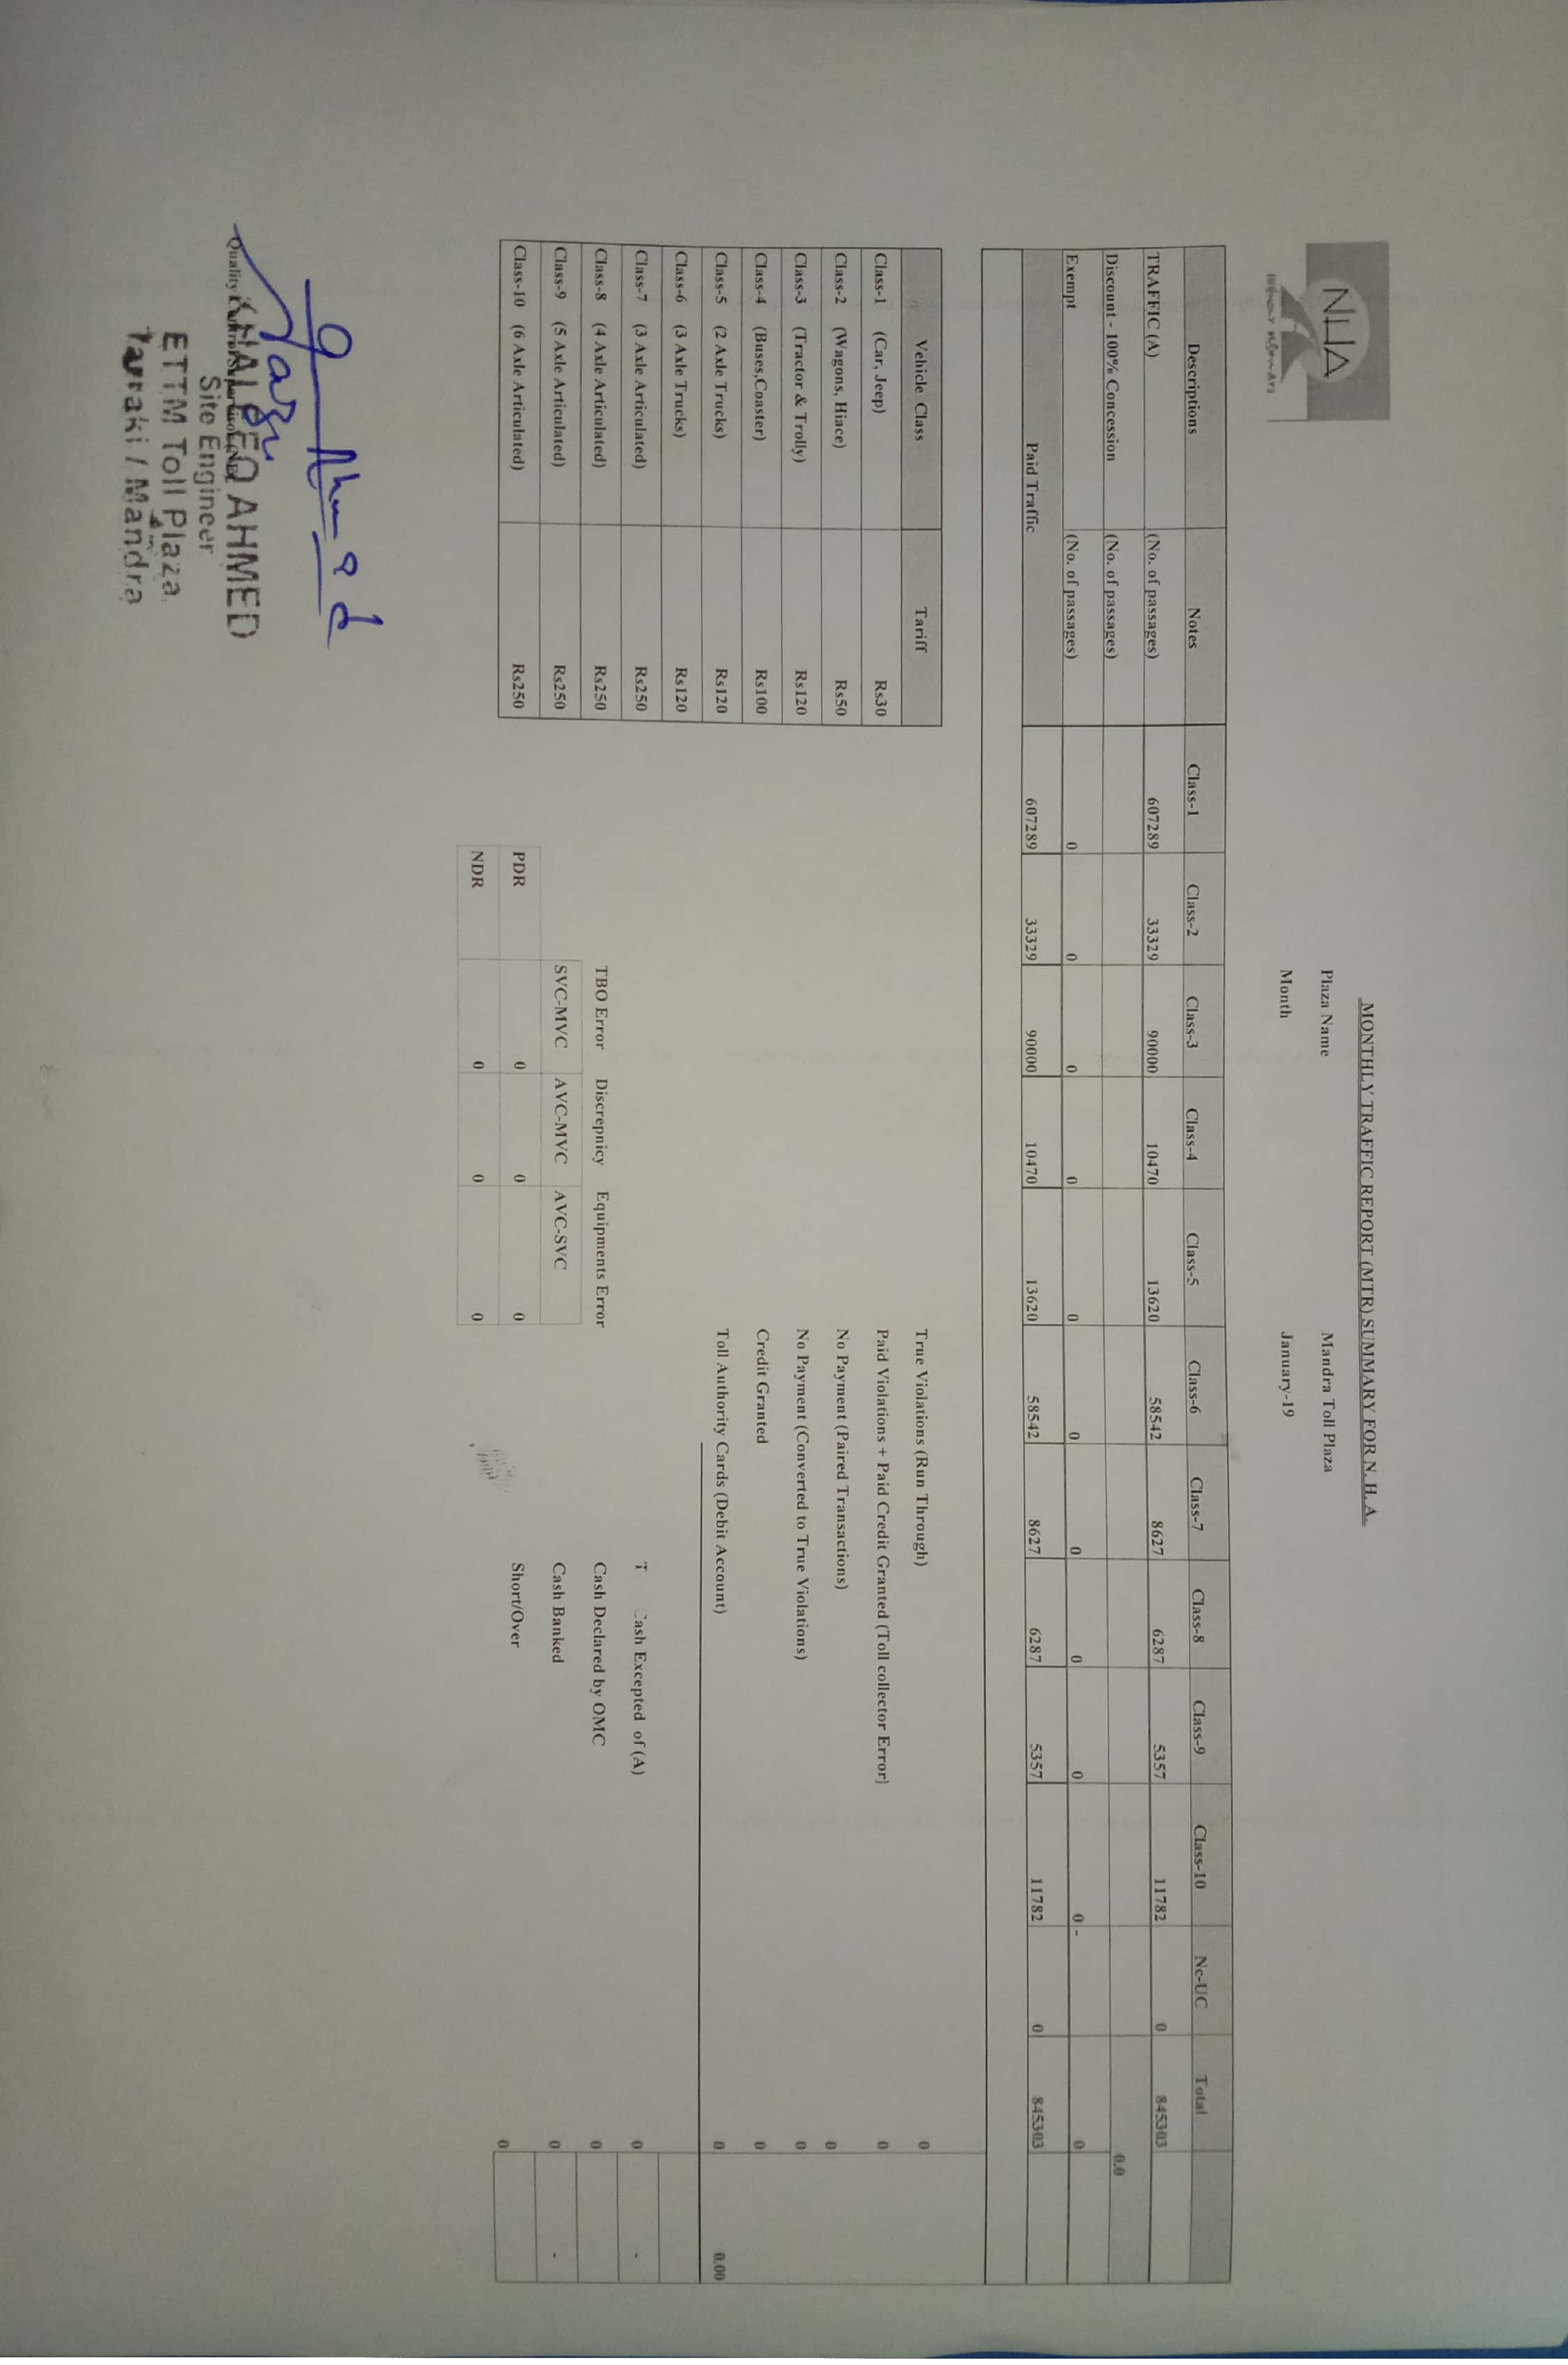 NHA
MONTHLY TRAFFIC REPORT (MTR) SUMMARY FOR N. H. A.
Plaza Name Mandra Toll Plaza
Month January-19
Descriptions Notes Class-1 Class-2 Class-3 Class-4 Class-5 Class-6 Class-7 Class-8 Class-9 Class-10 Nc-UC Total
TRAFFIC (A) (No. of passages) 607289 33329 90000 10470 13620 58542 8627 6287 5357 11782 0 845303
Discount - 100% Concession (No. of passages) 0.0
Exempt (No. of passages) 0 0 0 0 0 0 0 0 0 0 - 0
Paid Traffic 607289 33329 90000 10470 13620 58542 8627 6287 5357 11782 0 845303
Vehicle Class Tariff True Violations (Run Through) 0
Class-1 (Car, Jeep) Rs30 Paid Violations + Paid Credit Granted (Toll collector Error) 0
Class-2 (Wagons, Hiace) Rs50 No Payment (Paired Transactions) 0
Class-3 (Tractor & Trolly) Rs120 No Payment (Converted to True Violations) 0
Class-4 (Buses,Coaster) Rs100 Credit Granted 0
Class-5 (2 Axle Trucks) Rs120 Toll Authority Cards (Debit Account) 0 0.00
Class-6 (3 Axle Trucks) Rs120
Class-7 (3 Axle Articulated) Rs250 Excepted of (A) 0 -
Class-8 (4 Axle Articulated) Rs250 TBO Error Discrepnicy Equipments Error Cash Declared by OMC 0
Class-9 (5 Axle Articulated) Rs250 SVC-MVC AVC-MVC AVC-SVC Cash Banked 0 -
Class-10 (6 Axle Articulated) Rs250 PDR 0 0 0 Short/Over 0
NDR 0 0 0
KHALEEQ AHMED
Site Engineer
ETTM Toll Plaza
Tarraki / Mandra